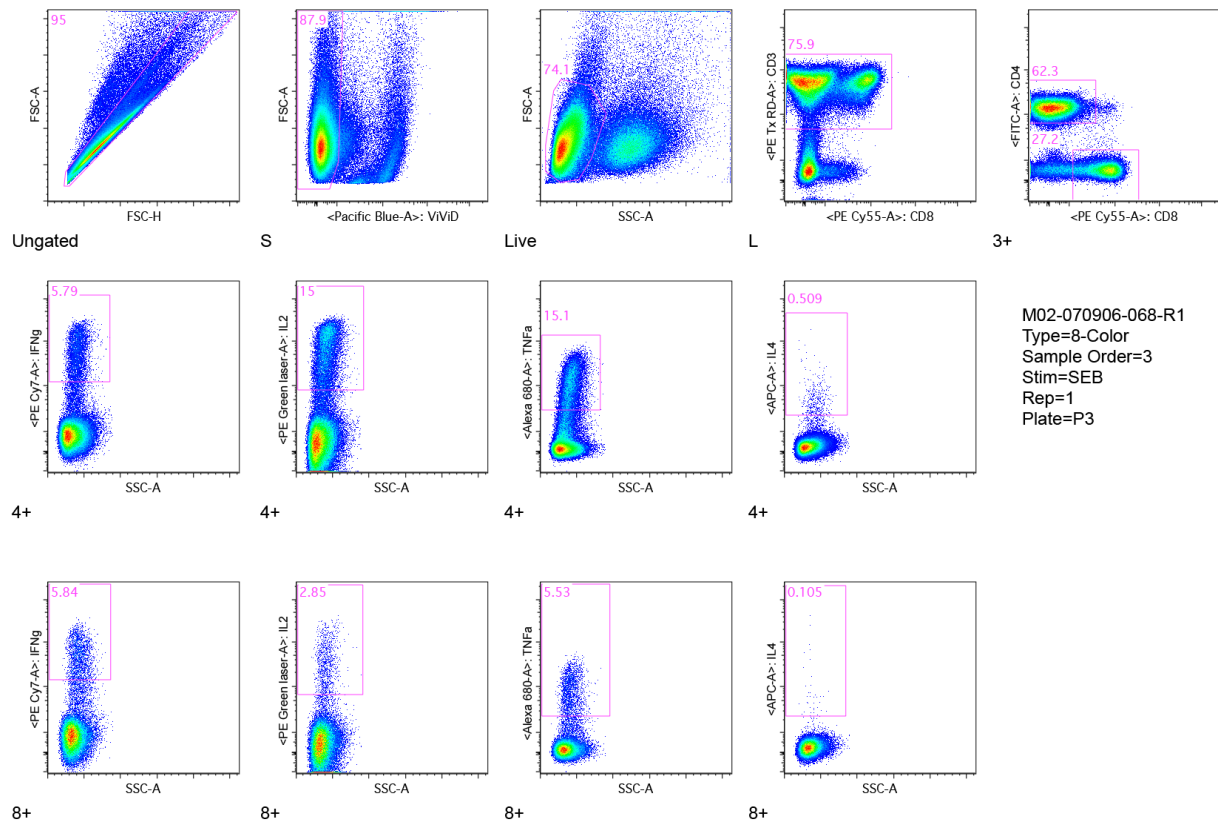 95
FSC-A
FSC-H
Ungated
87.9
FSC-A
<Pacific Blue-A>: ViViD
S
74.1
FSC-A
SSC-A
Live
75.9
<PE Tx RD-A>: CD3
<PE Cy55-A>: CD8
L
62.3
27.2
<FITC-A>: CD4
<PE Cy55-A>: CD8
3+
5.79
<PE Cy7-A>: IFNg
SSC-A
4+
15
<PE Green laser-A>: IL2
SSC-A
4+
15.1
<Alexa 680-A>: TNFa
SSC-A
4+
0.509
<APC-A>: IL4
SSC-A
4+
M02-070906-068-R1
Type=8-Color
Sample Order=3
Stim=SEB
Rep=1
Plate=P3
5.84
<PE Cy7-A>: IFNg
SSC-A
8+
2.85
<PE Green laser-A>: IL2
SSC-A
8+
5.53
<Alexa 680-A>: TNFa
SSC-A
8+
0.105
<APC-A>: IL4
SSC-A
8+